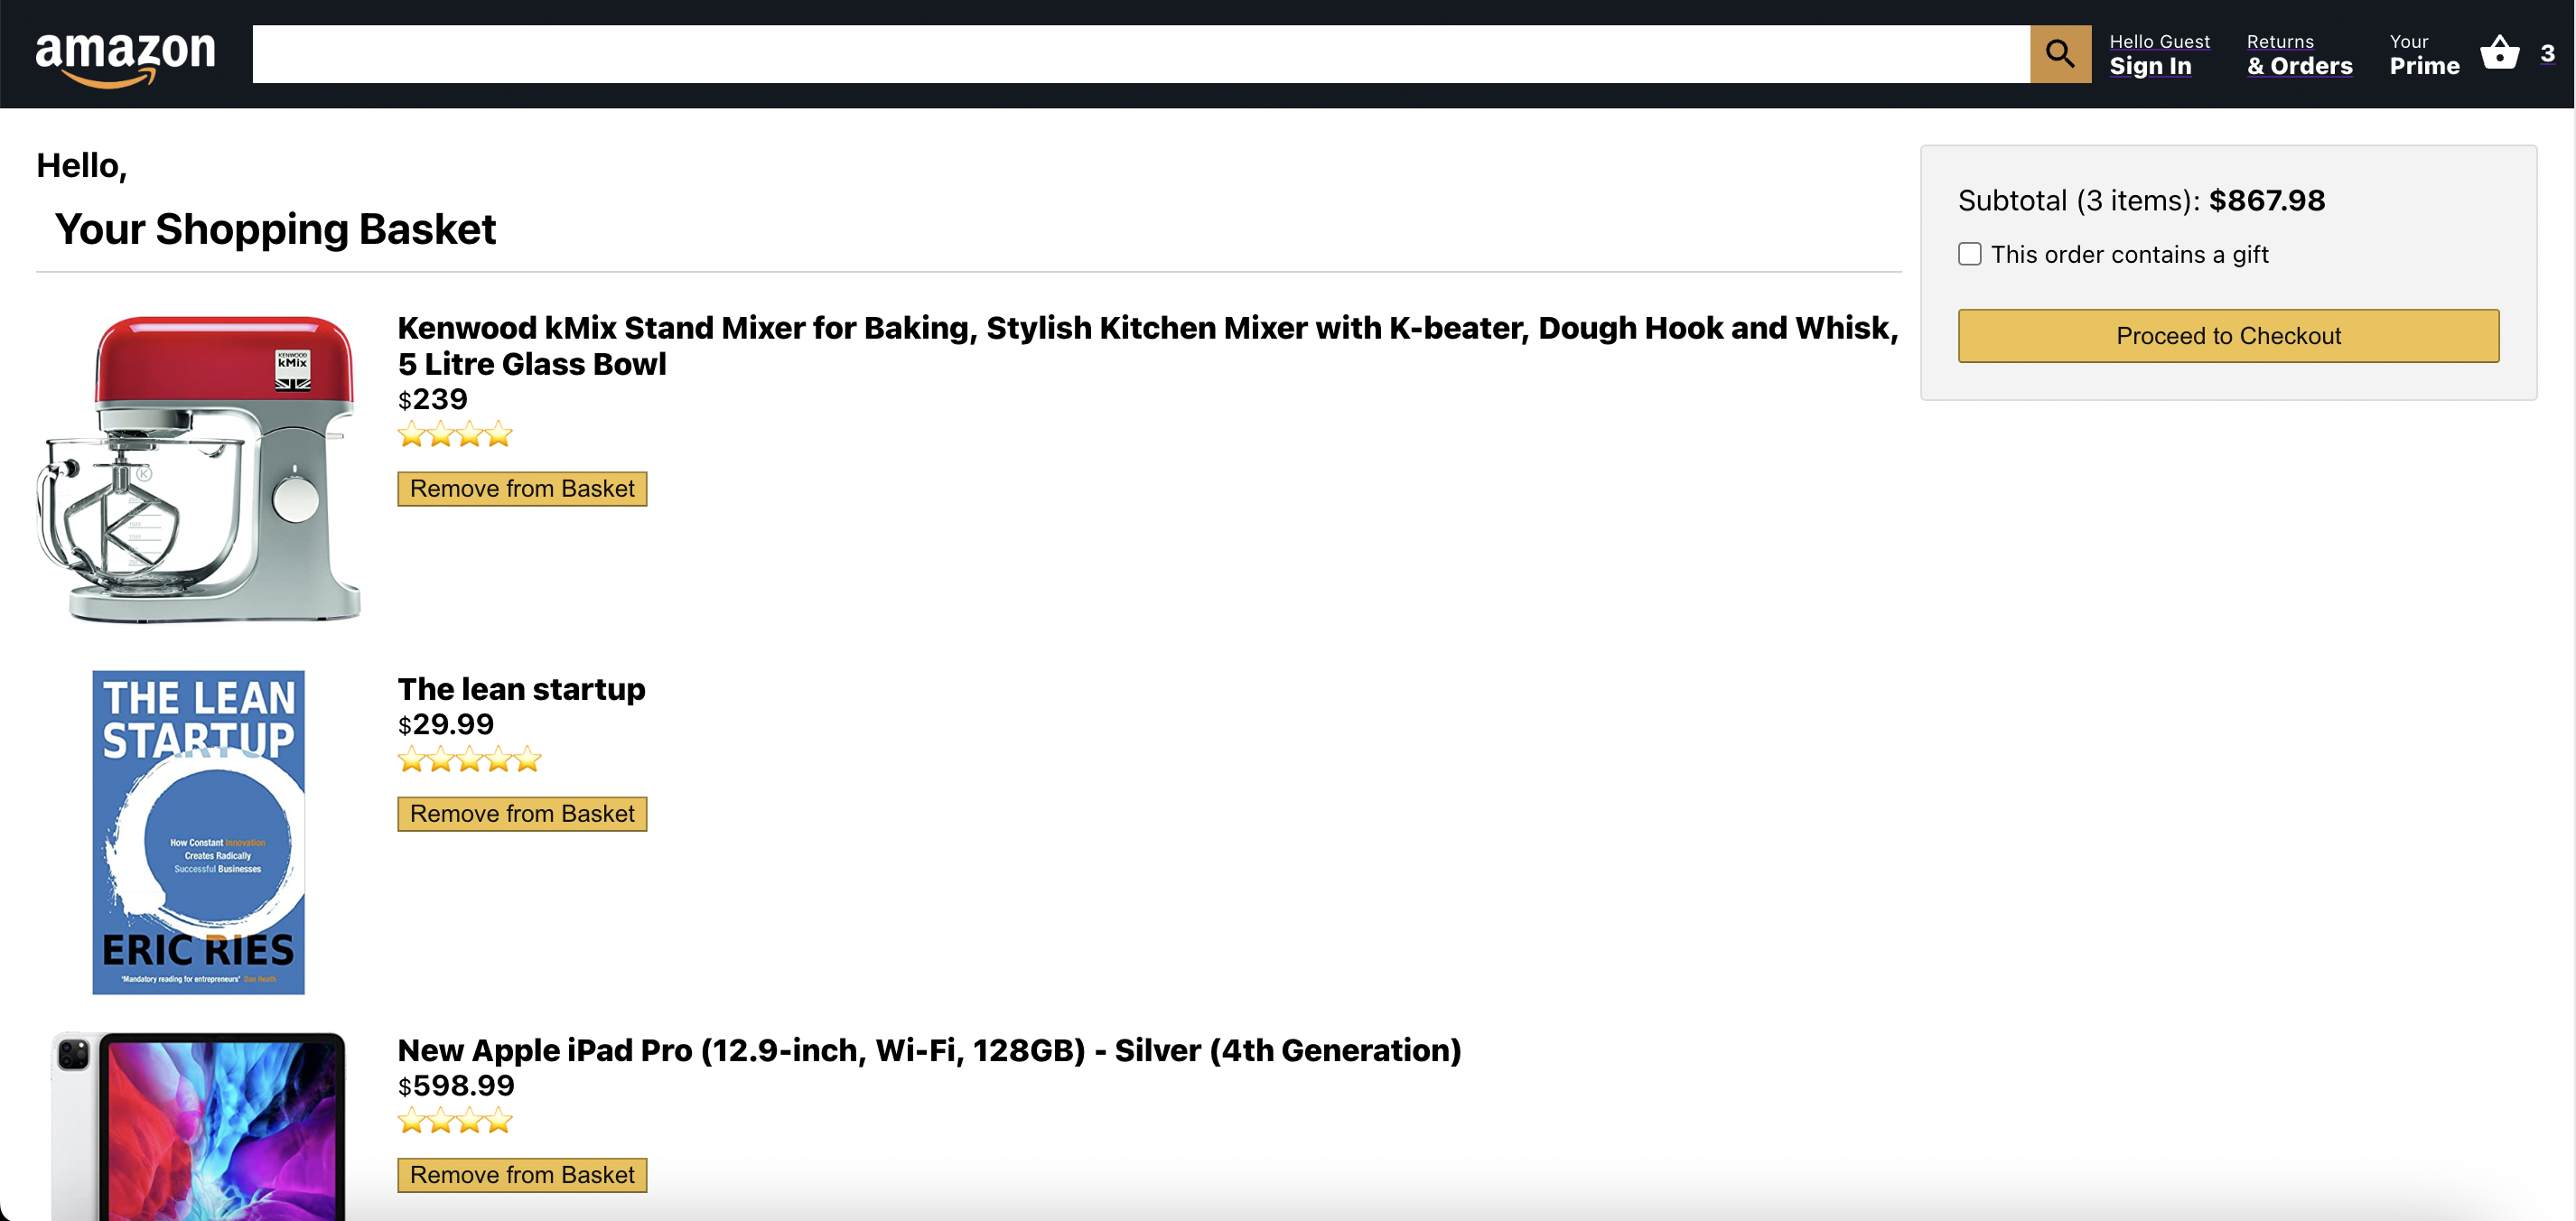 amazon
Hello Guest
Sign In
Returns
& Orders
Your
Prime
3
Hello,
Your Shopping Basket
Subtotal (3 items): $867.98
This order contains a gift
Proceed to Checkout
KENWOOD
kMix
Kenwood kMix Stand Mixer for Baking, Stylish Kitchen Mixer with K-beater, Dough Hook and Whisk,
5 Litre Glass Bowl
$239
Remove from Basket
THE LEAN
STARTUP
How Constant Innovation
Creates Radically
Successful Businesses
ERIC RIES
'Mandatory reading for entrepreneurs' Dan Heath
The lean startup
$29.99
Remove from Basket
New Apple iPad Pro (12.9-inch, Wi-Fi, 128GB) - Silver (4th Generation)
$598.99
Remove from Basket